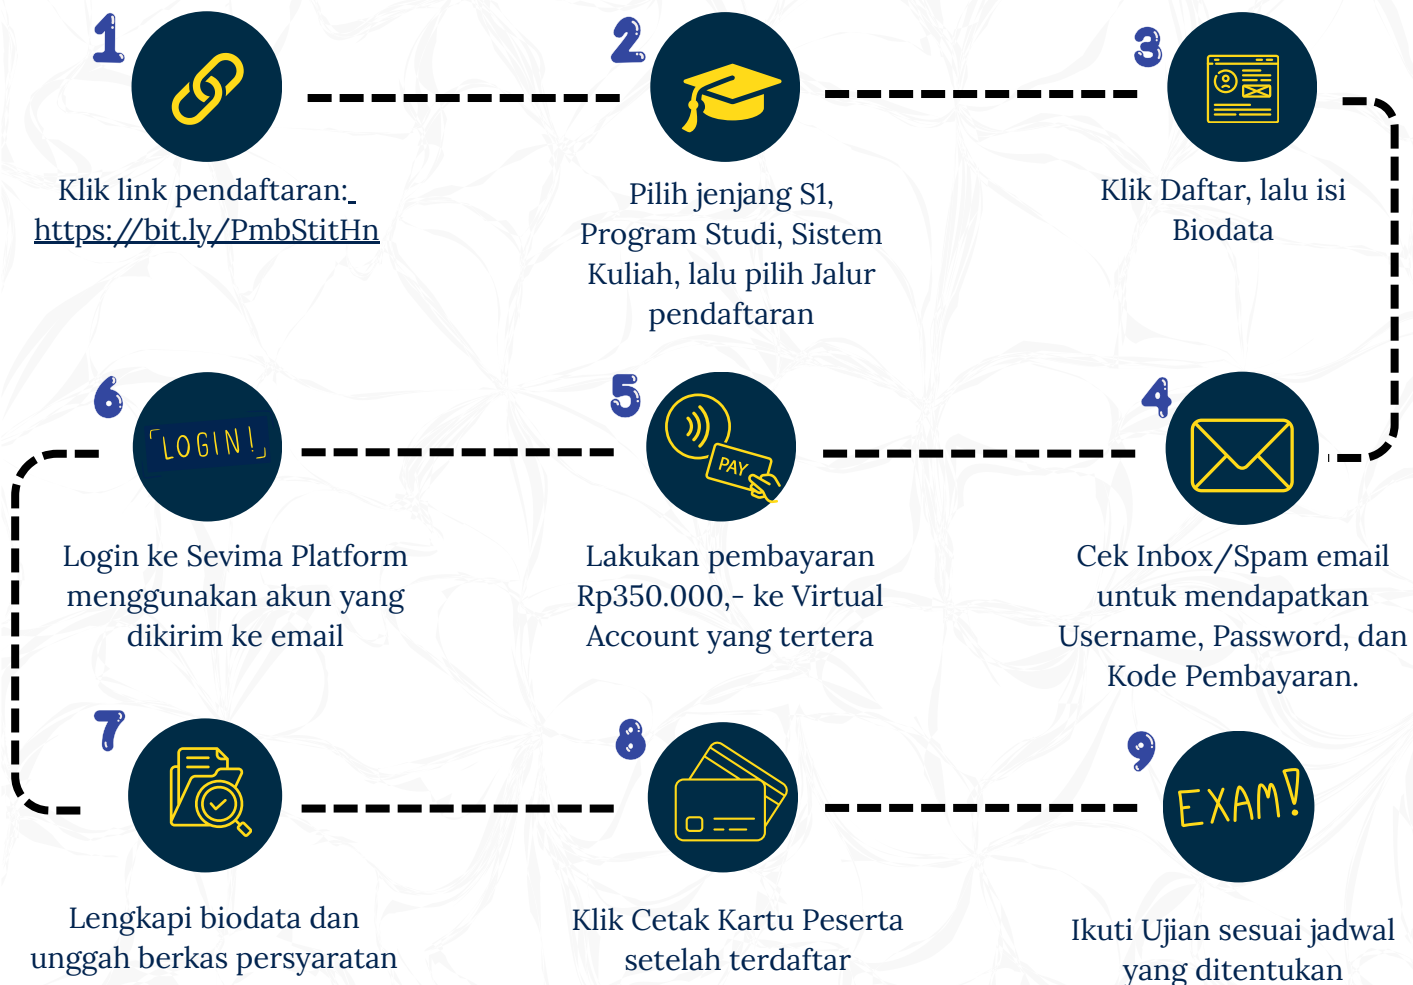 1
Klik link pendaftaran:
https://bit.ly/PmbStitHn
2
Pilih jenjang S1,
Program Studi, Sistem
Kuliah, lalu pilih Jalur
pendaftaran
3
Klik Daftar, lalu isi
Biodata
4
Cek Inbox/Spam email
untuk mendapatkan
Username, Password, dan
Kode Pembayaran.
5
PAY
Lakukan pembayaran
Rp350.000,- ke Virtual
Account yang tertera
6
LOGIN!
Login ke Sevima Platform
menggunakan akun yang
dikirim ke email
7
Lengkapi biodata dan
unggah berkas persyaratan
8
Klik Cetak Kartu Peserta
setelah terdaftar
9
EXAM!
Ikuti Ujian sesuai jadwal
yang ditentukan